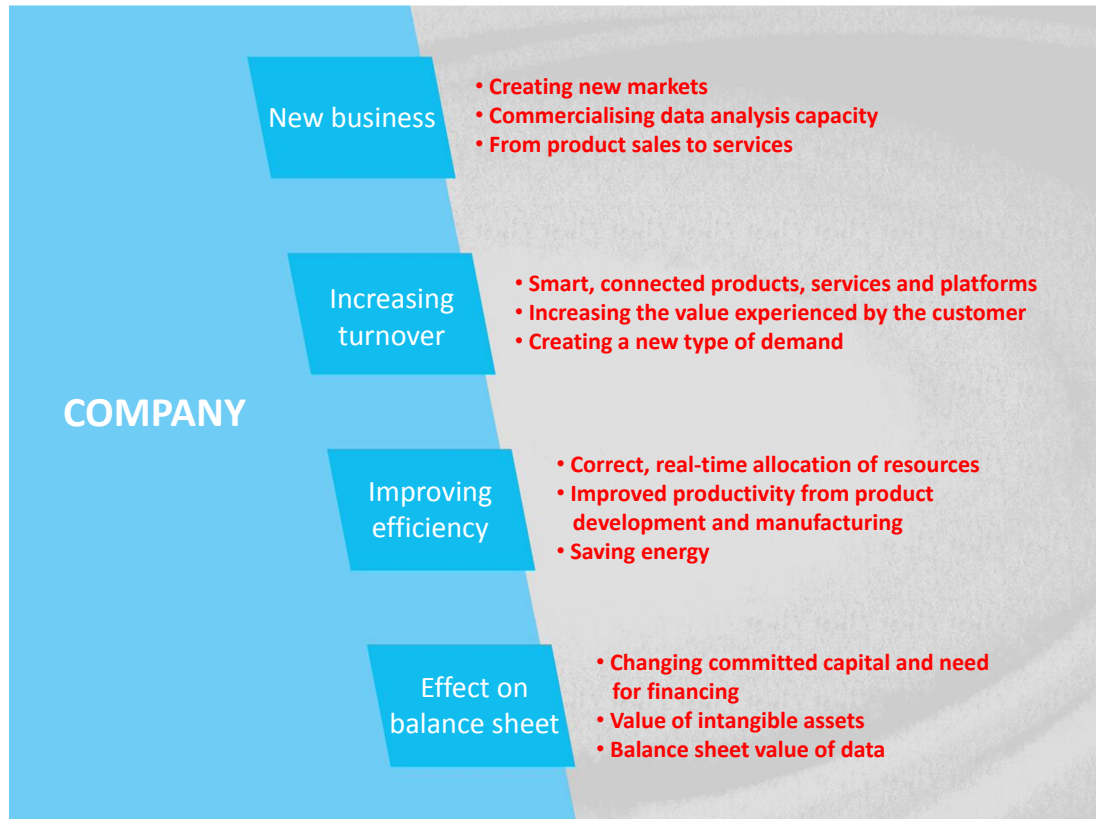 New business
• Creating new markets
• Commercialising data analysis capacity
• From product sales to services
Increasing
turnover
• Smart, connected products, services and platforms
• Increasing the value experienced by the customer
• Creating a new type of demand
COMPANY
Improving
efficiency
• Correct, real-time allocation of resources
• Improved productivity from product
development and manufacturing
• Saving energy
Effect on
balance sheet
• Changing committed capital and need
for financing
• Value of intangible assets
• Balance sheet value of data